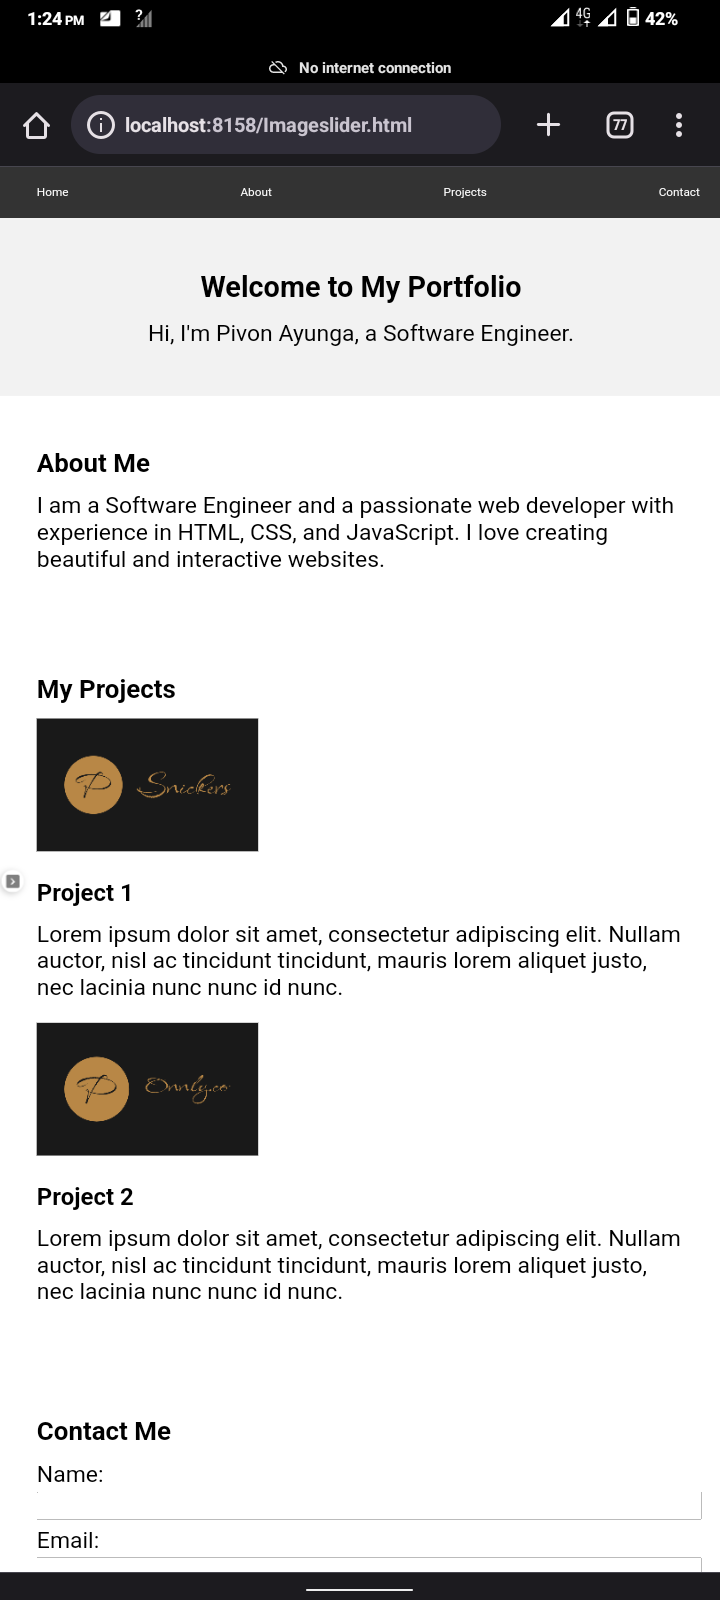 1:24 PM ? 4G 42%
No internet connection
localhost:8158/Imageslider.html 77
Home About Projects Contact
Welcome to My Portfolio
Hi, I'm Pivon Ayunga, a Software Engineer.
About Me
I am a Software Engineer and a passionate web developer with
experience in HTML, CSS, and JavaScript. I love creating
beautiful and interactive websites.
My Projects
P Snickers
Project 1
Lorem ipsum dolor sit amet, consectetur adipiscing elit. Nullam
auctor, nisl ac tincidunt tincidunt, mauris lorem aliquet justo,
nec lacinia nunc nunc id nunc.
P Onnly.co
Project 2
Lorem ipsum dolor sit amet, consectetur adipiscing elit. Nullam
auctor, nisl ac tincidunt tincidunt, mauris lorem aliquet justo,
nec lacinia nunc nunc id nunc.
Contact Me
Name:
Email: